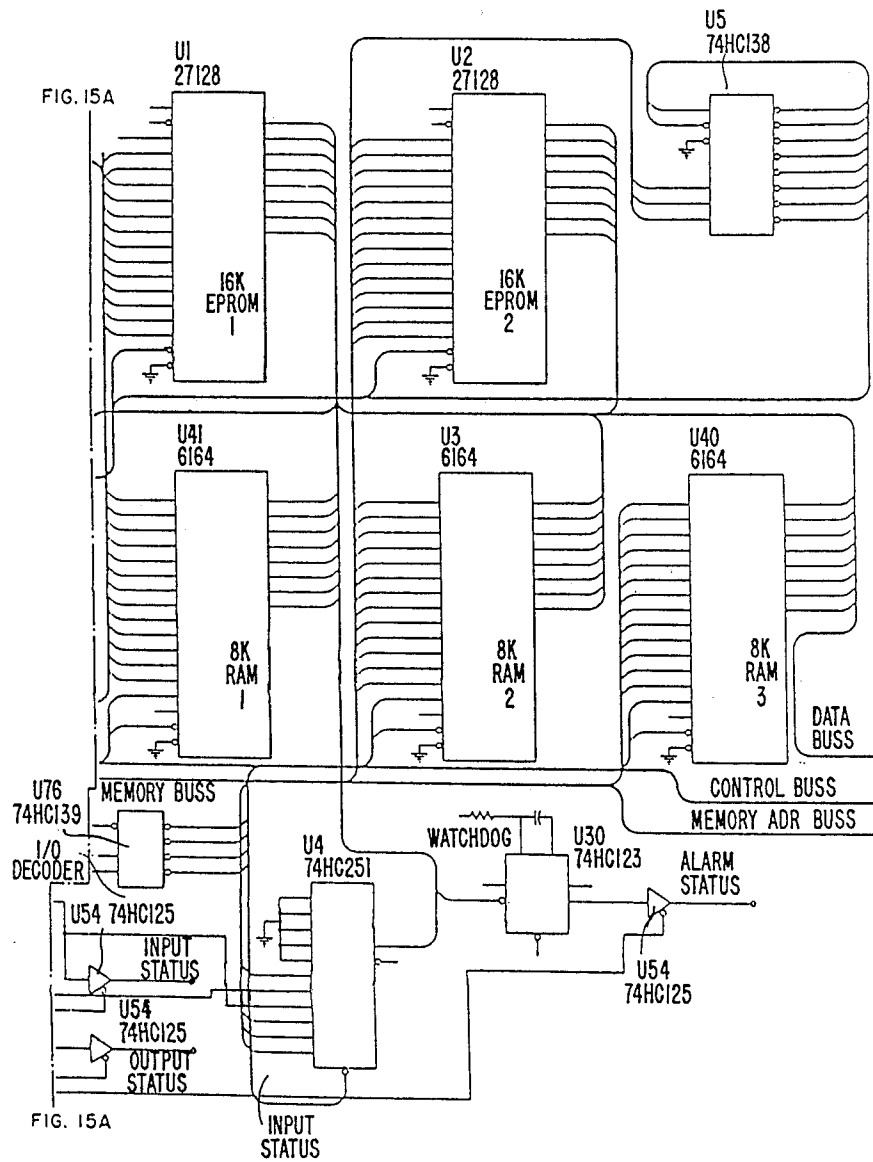 U1
27128
U2
27128
U5
74HC138
FIG. 15A
16K
EPROM
1
16K
EPROM
2
U41
6164
U3
6164
U40
6164
8K
RAM
1
8K
RAM
2
8K
RAM
3
DATA
BUSS
CONTROL BUSS
MEMORY ADR BUSS
MEMORY BUSS
U76
74HC139
I/O
DECODER
U4
74HC251
WATCHDOG
U30
74HC123
ALARM
STATUS
U54 74HC125
INPUT
STATUS
U54
74HC125
U54
74HC125
OUTPUT
STATUS
FIG. 15A
INPUT
STATUS